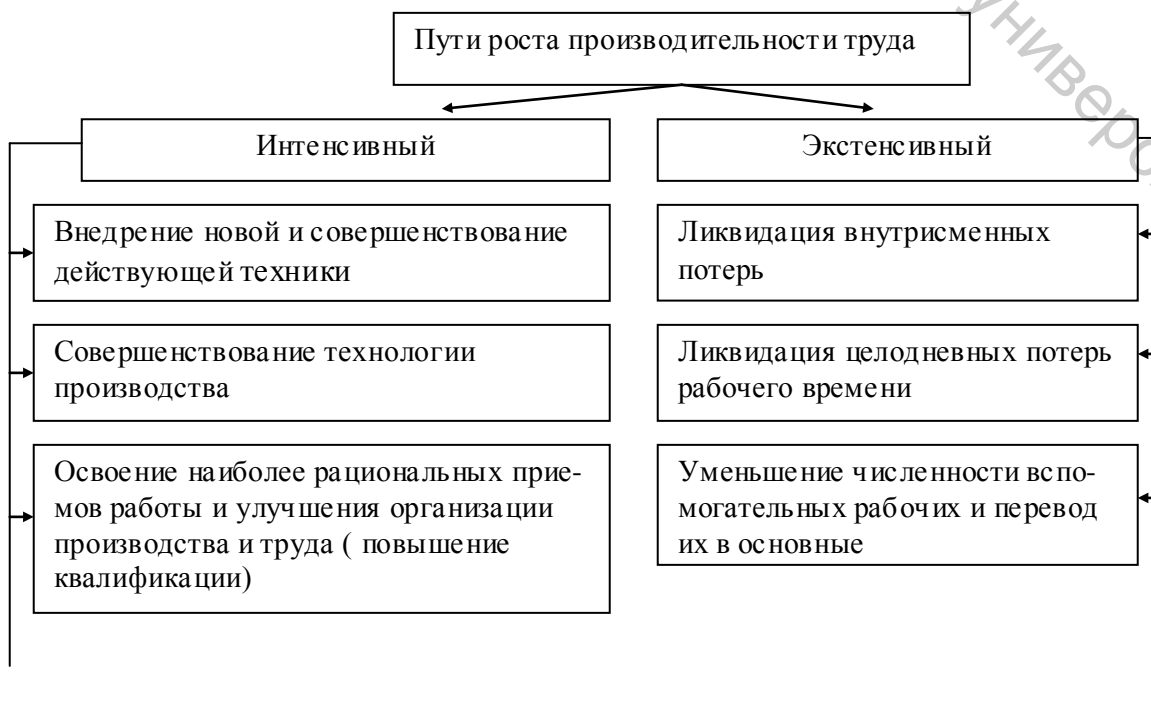 Пути роста производительности труда
Интенсивный
Экстенсивный
Внедрение новой и совершенствование
действующей техники
Ликвидация внутрисменных
потерь
Совершенствование технологии
производства
Ликвидация целодневных потерь
рабочего времени
Освоение наиболее рациональных прие-
мов работы и улучшения организации
производства и труда ( повышение
квалификации)
Уменьшение численности вспо-
могательных рабочих и перевод
их в основные